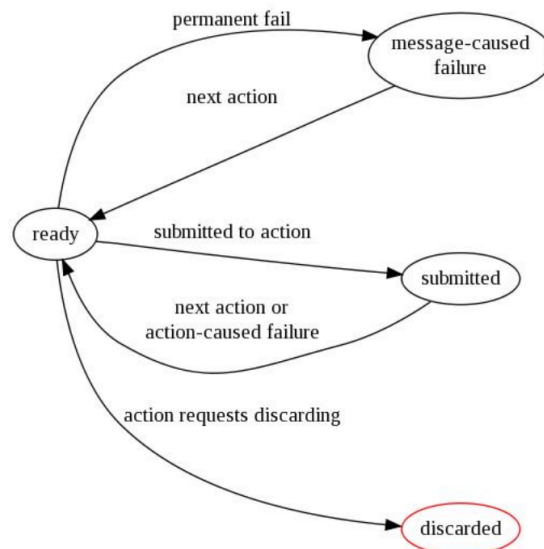 permanent fail
message-caused
failure
next action
ready
submitted to action
submitted
next action or
action-caused failure
action requests discarding
discarded